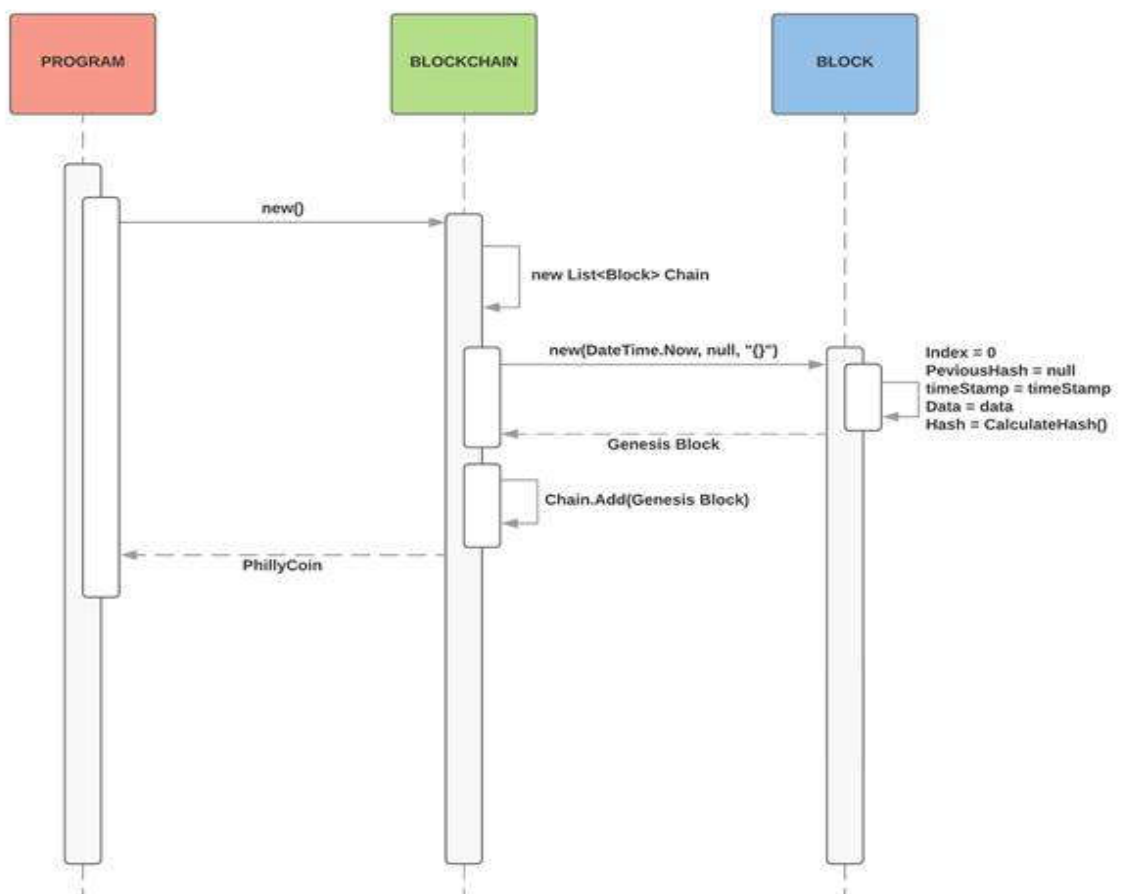 PROGRAM
BLOCKCHAIN
BLOCK
new()
new List<Block> Chain
new(DateTime.Now, null, "{}")
Index = 0
PeviousHash = null
timeStamp = timeStamp
Data = data
Hash = CalculateHash()
Genesis Block
Chain.Add(Genesis Block)
PhillyCoin